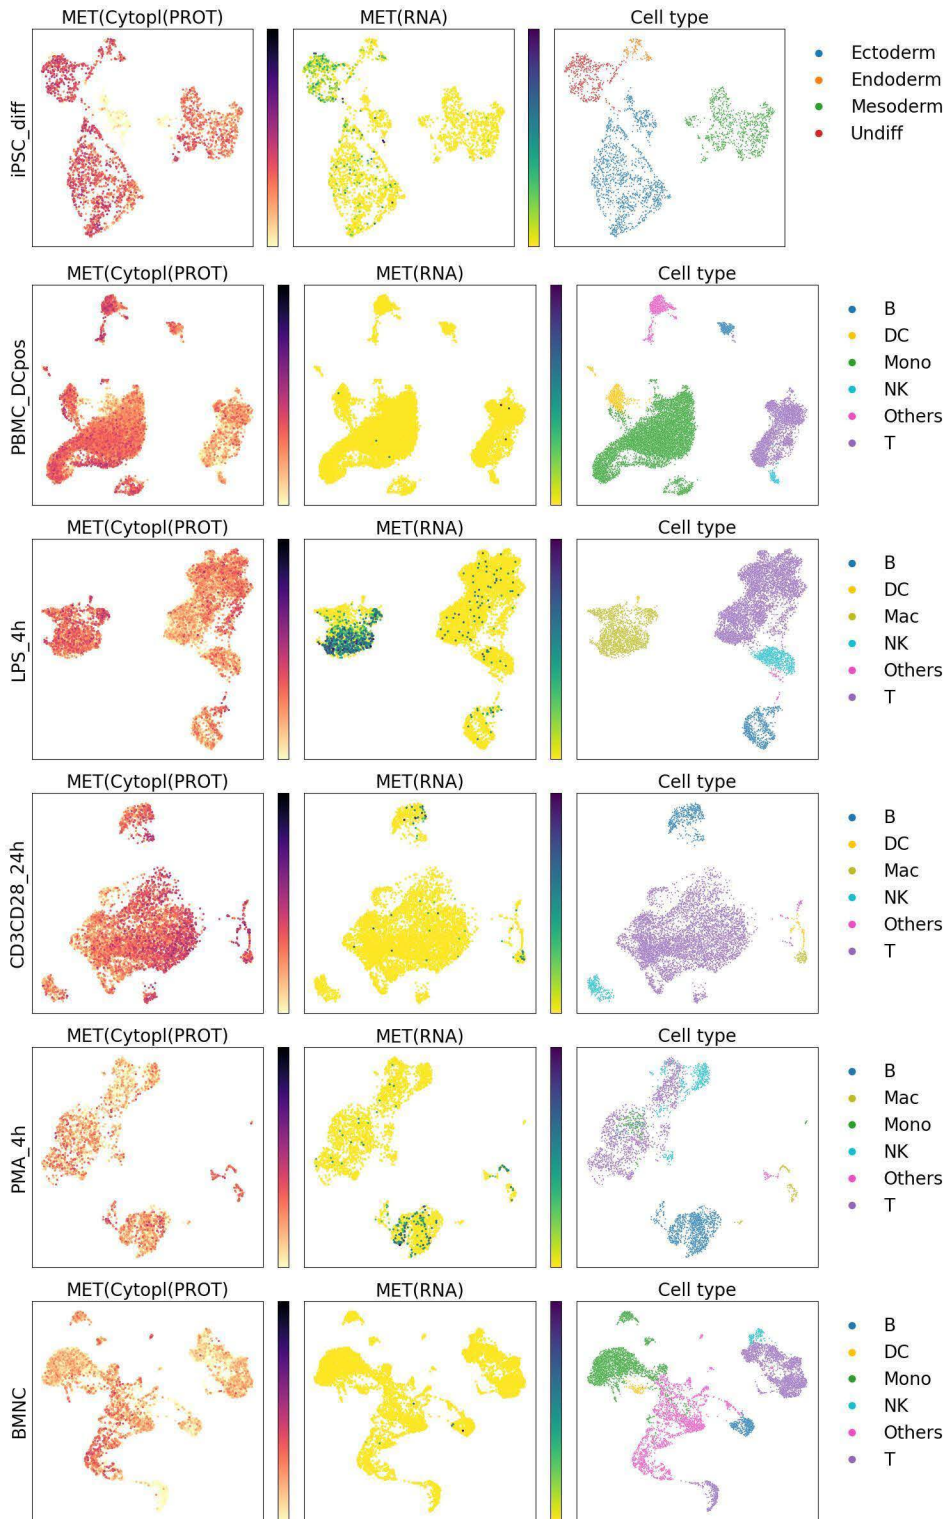 MET(Cytopl(PROT) MET(RNA) Cell type
iPSC_diff
Ectoderm
Endoderm
Mesoderm
Undiff
MET(Cytopl(PROT) MET(RNA) Cell type
PBMC_DCpos
B
DC
Mono
NK
Others
T
MET(Cytopl(PROT) MET(RNA) Cell type
LPS_4h
B
DC
Mac
NK
Others
T
MET(Cytopl(PROT) MET(RNA) Cell type
CD3CD28_24h
B
DC
Mac
NK
Others
T
MET(Cytopl(PROT) MET(RNA) Cell type
PMA_4h
B
Mac
Mono
NK
Others
T
MET(Cytopl(PROT) MET(RNA) Cell type
BMNC
B
DC
Mono
NK
Others
T